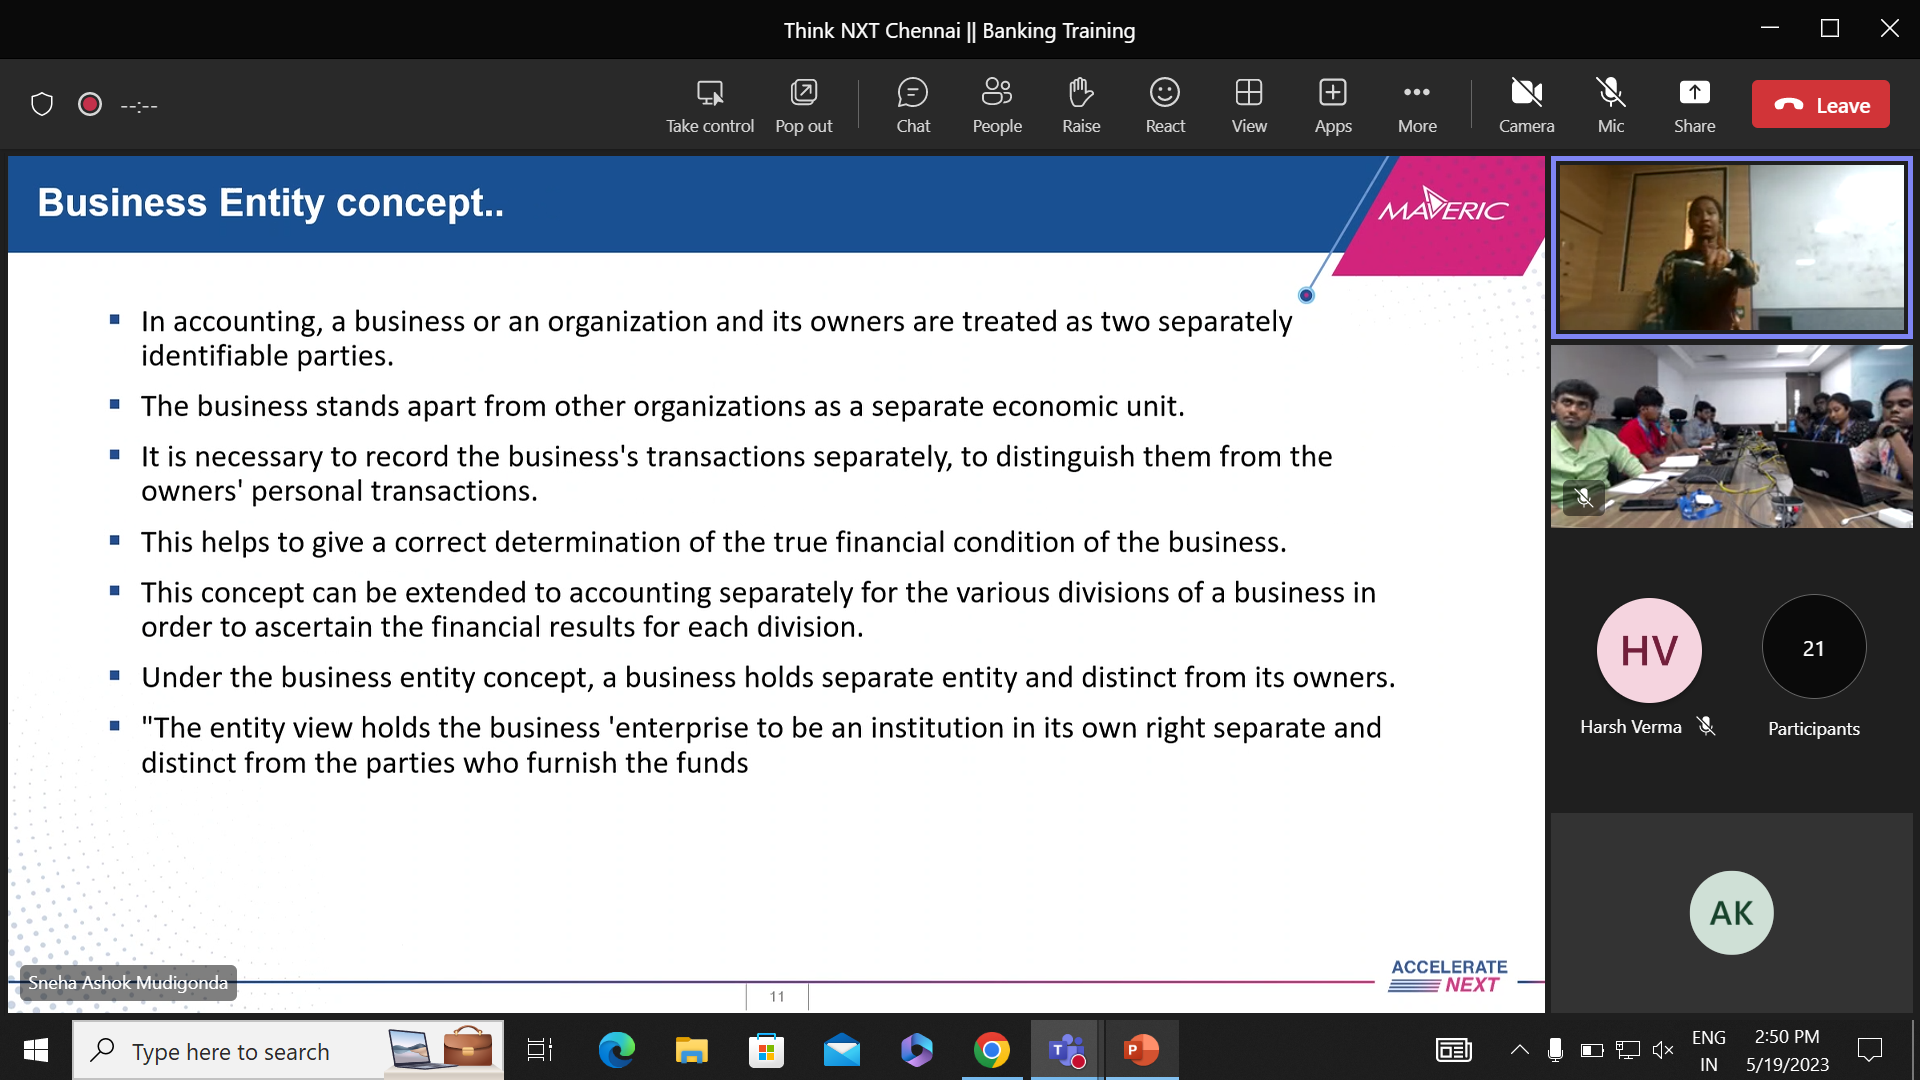 Think NXT Chennai || Banking Training
--:--
Take control
Pop out
Chat
People
Raise
React
View
Apps
More
Camera
Mic
Share
Leave
Business Entity concept..
MAVERIC
In accounting, a business or an organization and its owners are treated as two separately
identifiable parties.
The business stands apart from other organizations as a separate economic unit.
It is necessary to record the business's transactions separately, to distinguish them from the
owners' personal transactions.
This helps to give a correct determination of the true financial condition of the business.
This concept can be extended to accounting separately for the various divisions of a business in
order to ascertain the financial results for each division.
Under the business entity concept, a business holds separate entity and distinct from its owners.
"The entity view holds the business 'enterprise to be an institution in its own right separate and
distinct from the parties who furnish the funds
Sneha Ashok Mudigonda
11
ACCELERATE
NEXT
HV
Harsh Verma
21
Participants
AK
Type here to search
T
P
ENG
IN
2:50 PM
5/19/2023